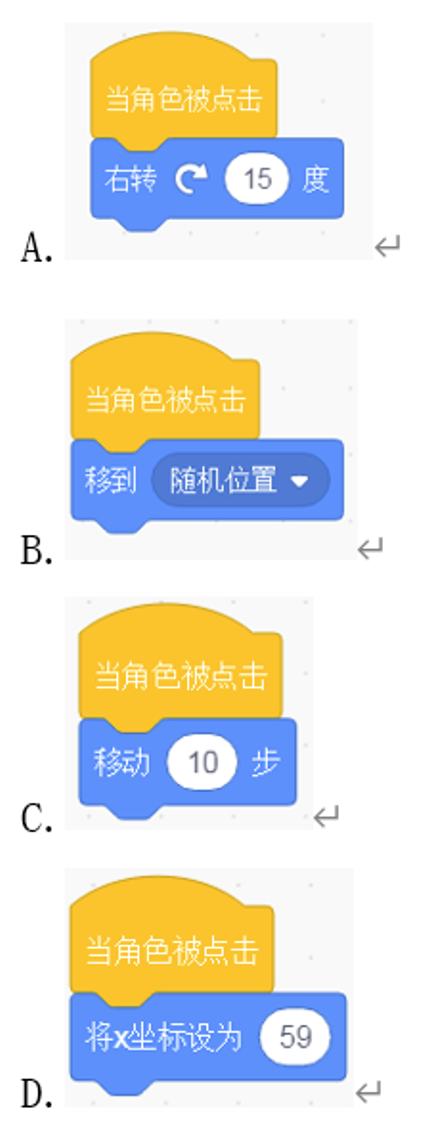 当角色被点击
右转 15 度
A.
当角色被点击
移到 随机位置
B.
当角色被点击
移动 10 步
C.
当角色被点击
将x坐标设为 59
D.